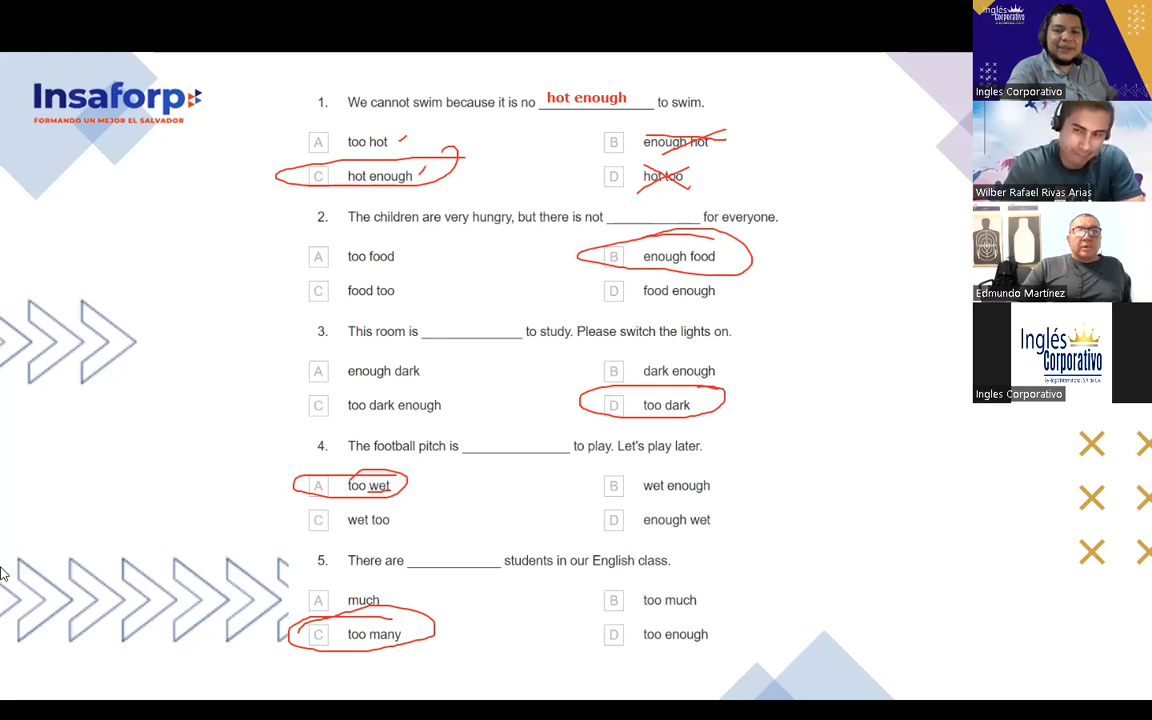 Insaforp
FORMANDO UN MEJOR EL SALVADOR
1. We cannot swim because it is no hot enough to swim.
A too hot
B enough hot
C hot enough
D hot too
2. The children are very hungry, but there is not ____________ for everyone.
A too food
B enough food
C food too
D food enough
3. This room is ____________ to study. Please switch the lights on.
A enough dark
B dark enough
C too dark enough
D too dark
4. The football pitch is ____________ to play. Let's play later.
A too wet
B wet enough
C wet too
D enough wet
5. There are ____________ students in our English class.
A much
B too much
C too many
D too enough
Inglés
Corporativo
Ingles Corporativo
Wilber Rafael Rivas Arias
Edmundo Martínez
Inglés
Corporativo
Ingles Corporativo